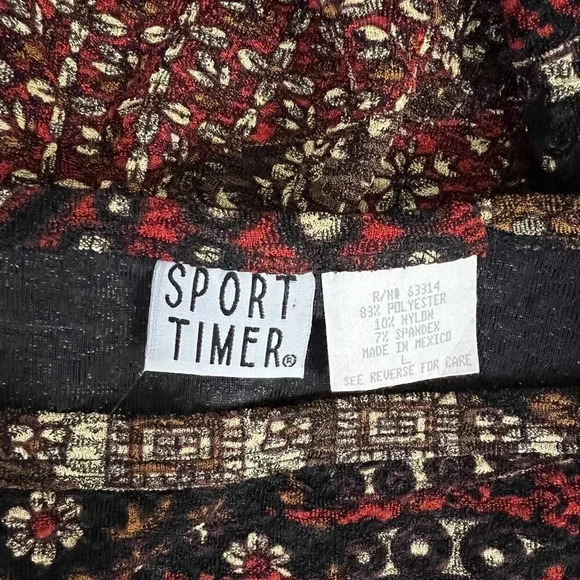 SPORT
TIMER®
R/N# 63314
83% POLYESTER
10% NYLON
7% SPANDEX
MADE IN MEXICO
L
SEE REVERSE FOR CARE